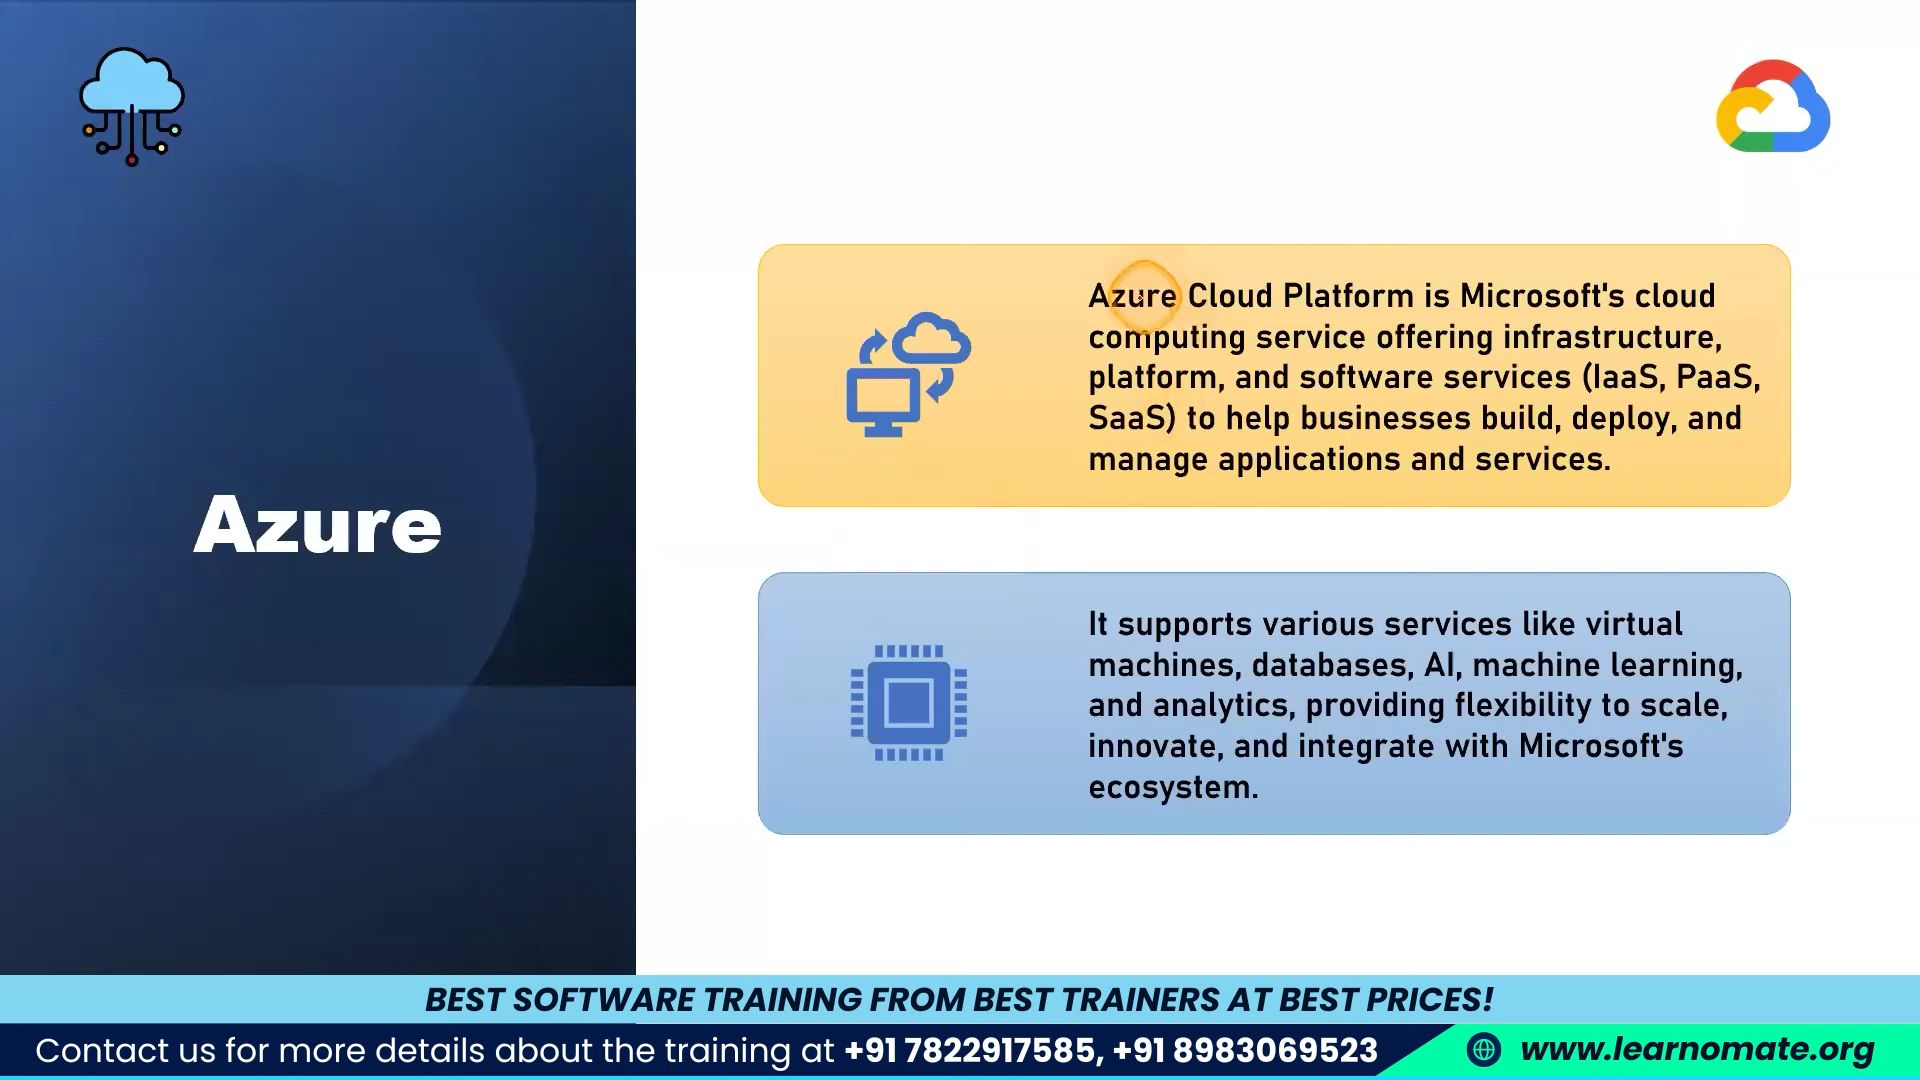 Azure
Azure Cloud Platform is Microsoft's cloud
computing service offering infrastructure,
platform, and software services (IaaS, PaaS,
SaaS) to help businesses build, deploy, and
manage applications and services.
It supports various services like virtual
machines, databases, AI, machine learning,
and analytics, providing flexibility to scale,
innovate, and integrate with Microsoft's
ecosystem.
BEST SOFTWARE TRAINING FROM BEST TRAINERS AT BEST PRICES!
Contact us for more details about the training at +91 7822917585, +91 8983069523
www.learnomate.org